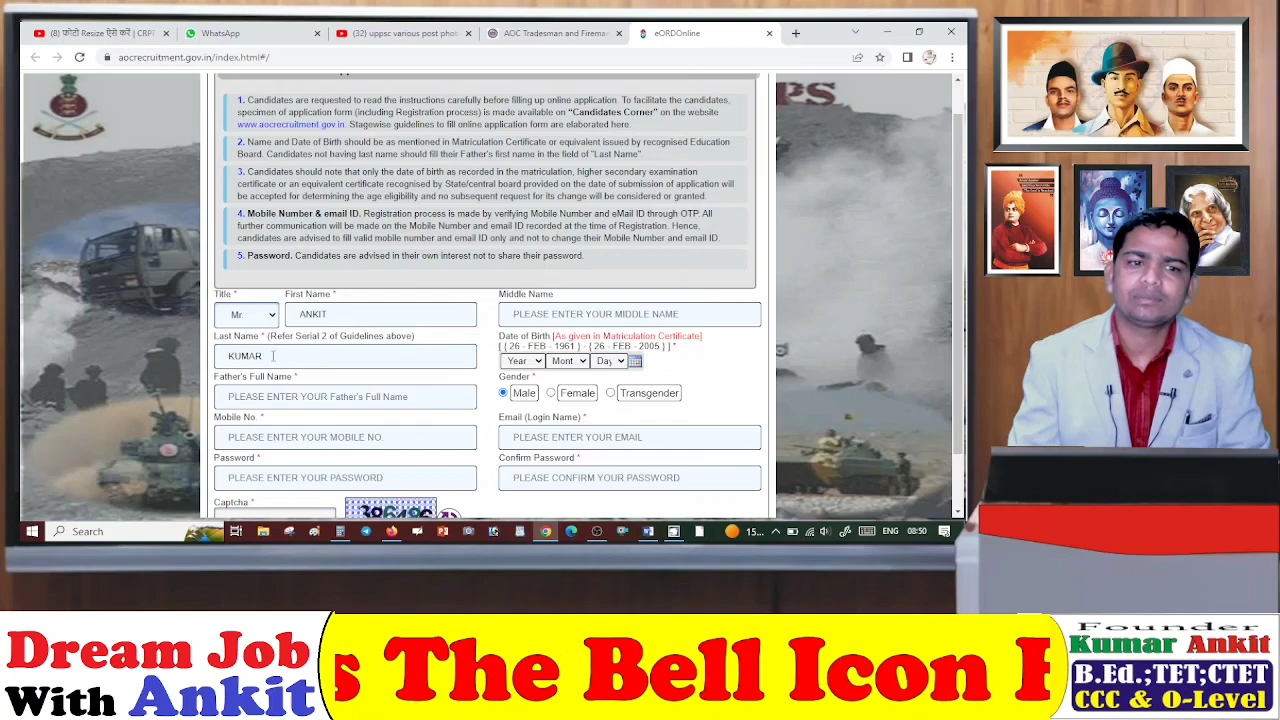 (8) फोटो Resize ऐसे करें | CRPF
WhatsApp
(32) uppsc various post phot
AOC Tradesman and Firema
eORDOnline
aocrecruitment.gov.in/index.html#/
1. Candidates are requested to read the instructions carefully before filling up online application. To facilitate the candidates,
specimen of application form (including Registration process) is made available on “Candidates Corner” on the website
www.aocrecruitment.gov.in. Stagewise guidelines to fill online application form are elaborated here.
2. Name and Date of Birth should be as mentioned in Matriculation Certificate or equivalent issued by recognised Education
Board. Candidates not having last name should fill their Father's first name in the field of "Last Name"
3. Candidates should note that only the date of birth as recorded in the matriculation, higher secondary examination
certificate or an equivalent certificate recognised by State/central board provided on the date of submission of application will
be accepted for determining the age eligibility and no subsequent request for its change will be considered or granted.
4. Mobile Number & email ID. Registration process is made by verifying Mobile Number and eMail ID through OTP. All
further communication will be made on the Mobile Number and email ID recorded at the time of Registration. Hence,
candidates are advised to fill valid mobile number and email ID only and not to change their Mobile Number and email ID.
5. Password. Candidates are advised in the own interest not to share their password.
Title * First Name * Middle Name
Mr. ANKIT PLEASE ENTER YOUR MIDDLE NAME
Last Name * (Refer Serial 2 of Guidelines above) Date of Birth [As given in Matriculation Certificate]
[ ( 26 - FEB - 1961 ) - ( 26 - FEB - 2005 ) ] *
KUMAR Year Mont Day
Father's Full Name * Gender *
PLEASE ENTER YOUR Father's Full Name Male Female Transgender
Mobile No. * Email (Login Name) *
PLEASE ENTER YOUR MOBILE NO. PLEASE ENTER YOUR EMAIL
Password * Confirm Password *
PLEASE ENTER YOUR PASSWORD PLEASE CONFIRM YOUR PASSWORD
Captcha *
Search 15... ENG 08:50
Dream Job
With Ankit
s The Bell Icon
Founder
Kumar Ankit
B.Ed.;TET;CTET
CCC & O-Level